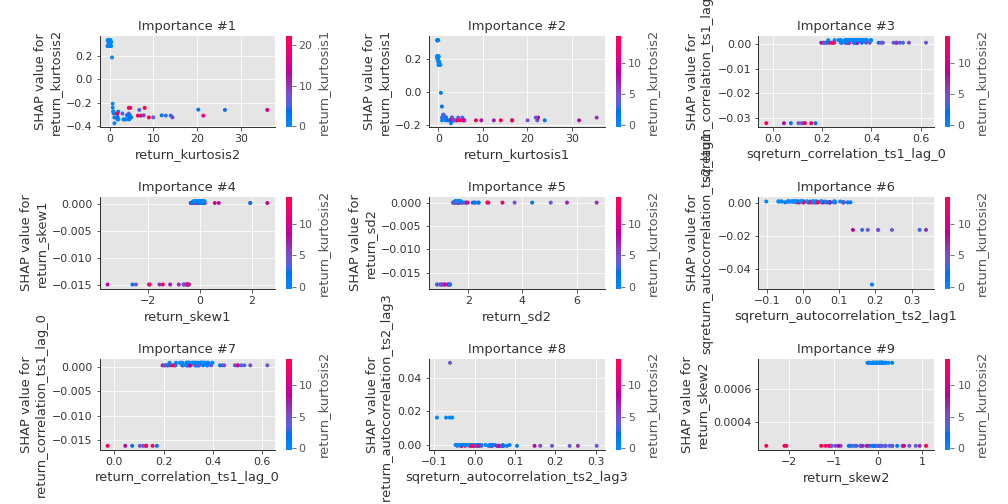 Importance #1
SHAP value for
return_kurtosis2
0.2
0.0
−0.2
−0.4
0
10
20
30
return_kurtosis2
20
10
0
return_kurtosis1
Importance #2
SHAP value for
return_kurtosis1
0.2
0.0
−0.2
0
10
20
30
return_kurtosis1
10
5
0
return_kurtosis2
Importance #3
SHAP value for
0.00
−0.01
−0.02
−0.03
0.0
0.2
0.4
0.6
sqreturn_correlation_ts1_lag_0
10
5
0
return_kurtosis2
Importance #4
SHAP value for
return_skew1
0.000
−0.005
−0.010
−0.015
−2
0
2
return_skew1
10
5
0
return_kurtosis2
Importance #5
SHAP value for
return_sd2
0.000
−0.005
−0.010
−0.015
2
4
6
return_sd2
10
5
0
return_kurtosis2
Importance #6
SHAP value for
0.00
−0.02
−0.04
−0.1
0.0
0.1
0.2
0.3
sqreturn_autocorrelation_ts2_lag1
10
5
0
return_kurtosis2
Importance #7
SHAP value for
return_correlation_ts1_lag_0
0.000
−0.005
−0.010
−0.015
0.0
0.2
0.4
0.6
return_correlation_ts1_lag_0
10
5
0
return_kurtosis2
Importance #8
SHAP value for
return_autocorrelation_ts2_lag3
0.04
0.02
0.00
−0.1
0.0
0.1
0.2
0.3
sqreturn_autocorrelation_ts2_lag3
10
5
0
return_kurtosis2
Importance #9
SHAP value for
return_skew2
0.0006
0.0004
−2
−1
0
1
return_skew2
10
5
0
return_kurtosis2